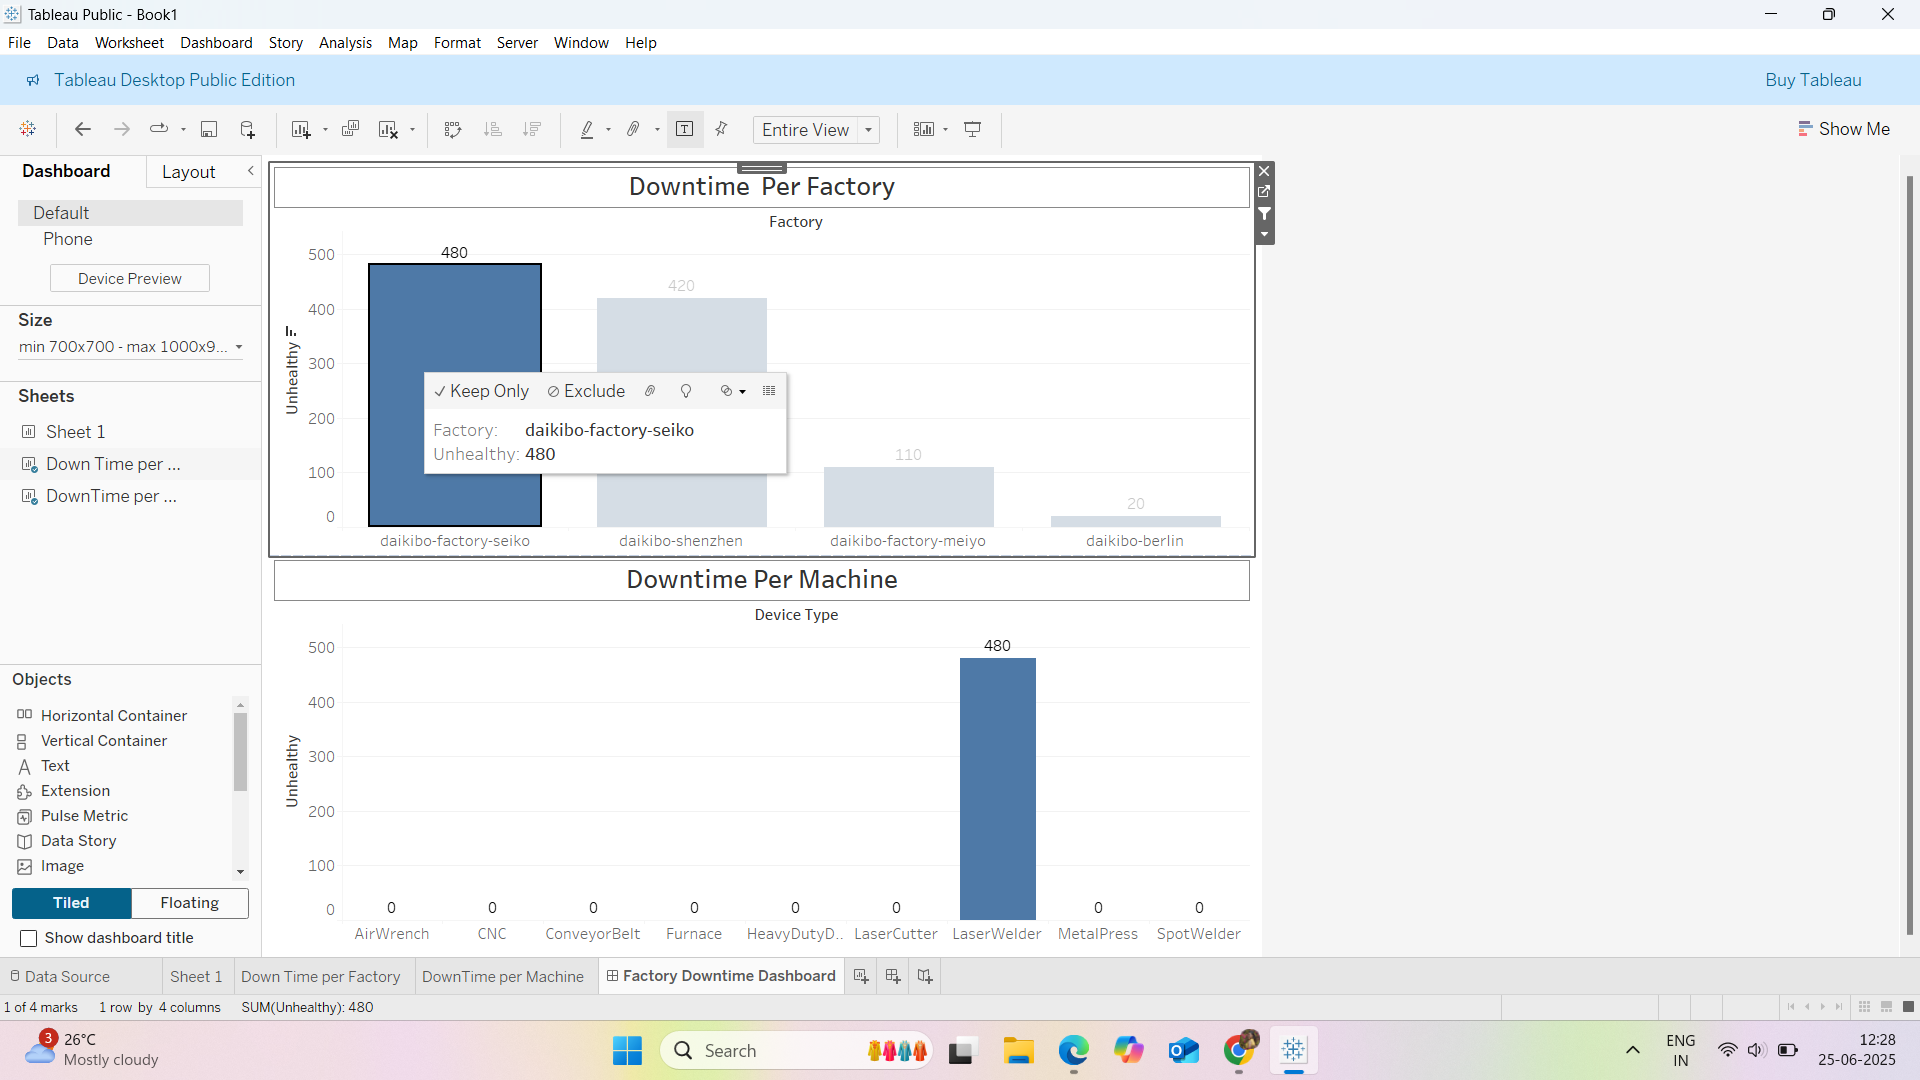 Tableau Public - Book1
File Data Worksheet Dashboard Story Analysis Map Format Server Window Help
Tableau Desktop Public Edition
Buy Tableau
Entire View
Show Me
Dashboard
Layout
Default
Phone
Device Preview
Size
min 700x700 - max 1000x9...
Sheets
Sheet 1
Down Time per ...
DownTime per ...
Objects
Horizontal Container
Vertical Container
Text
Extension
Pulse Metric
Data Story
Image
Tiled
Floating
Show dashboard title
Downtime Per Factory
Factory
Unhealthy
500
400
300
200
100
0
480
420
110
20
Keep Only
Exclude
Factory: daikibo-factory-seiko
Unhealthy: 480
daikibo-factory-seiko
daikibo-shenzhen
daikibo-factory-meiyo
daikibo-berlin
Downtime Per Machine
Device Type
Unhealthy
500
400
300
200
100
0
0
0
0
0
0
0
480
0
0
AirWrench
CNC
ConveyorBelt
Furnace
HeavyDutyD..
LaserCutter
LaserWelder
MetalPress
SpotWelder
Data Source
Sheet 1
Down Time per Factory
DownTime per Machine
Factory Downtime Dashboard
1 of 4 marks 1 row by 4 columns SUM(Unhealthy): 480
3
26°C
Mostly cloudy
Search
ENG
IN
12:28
25-06-2025